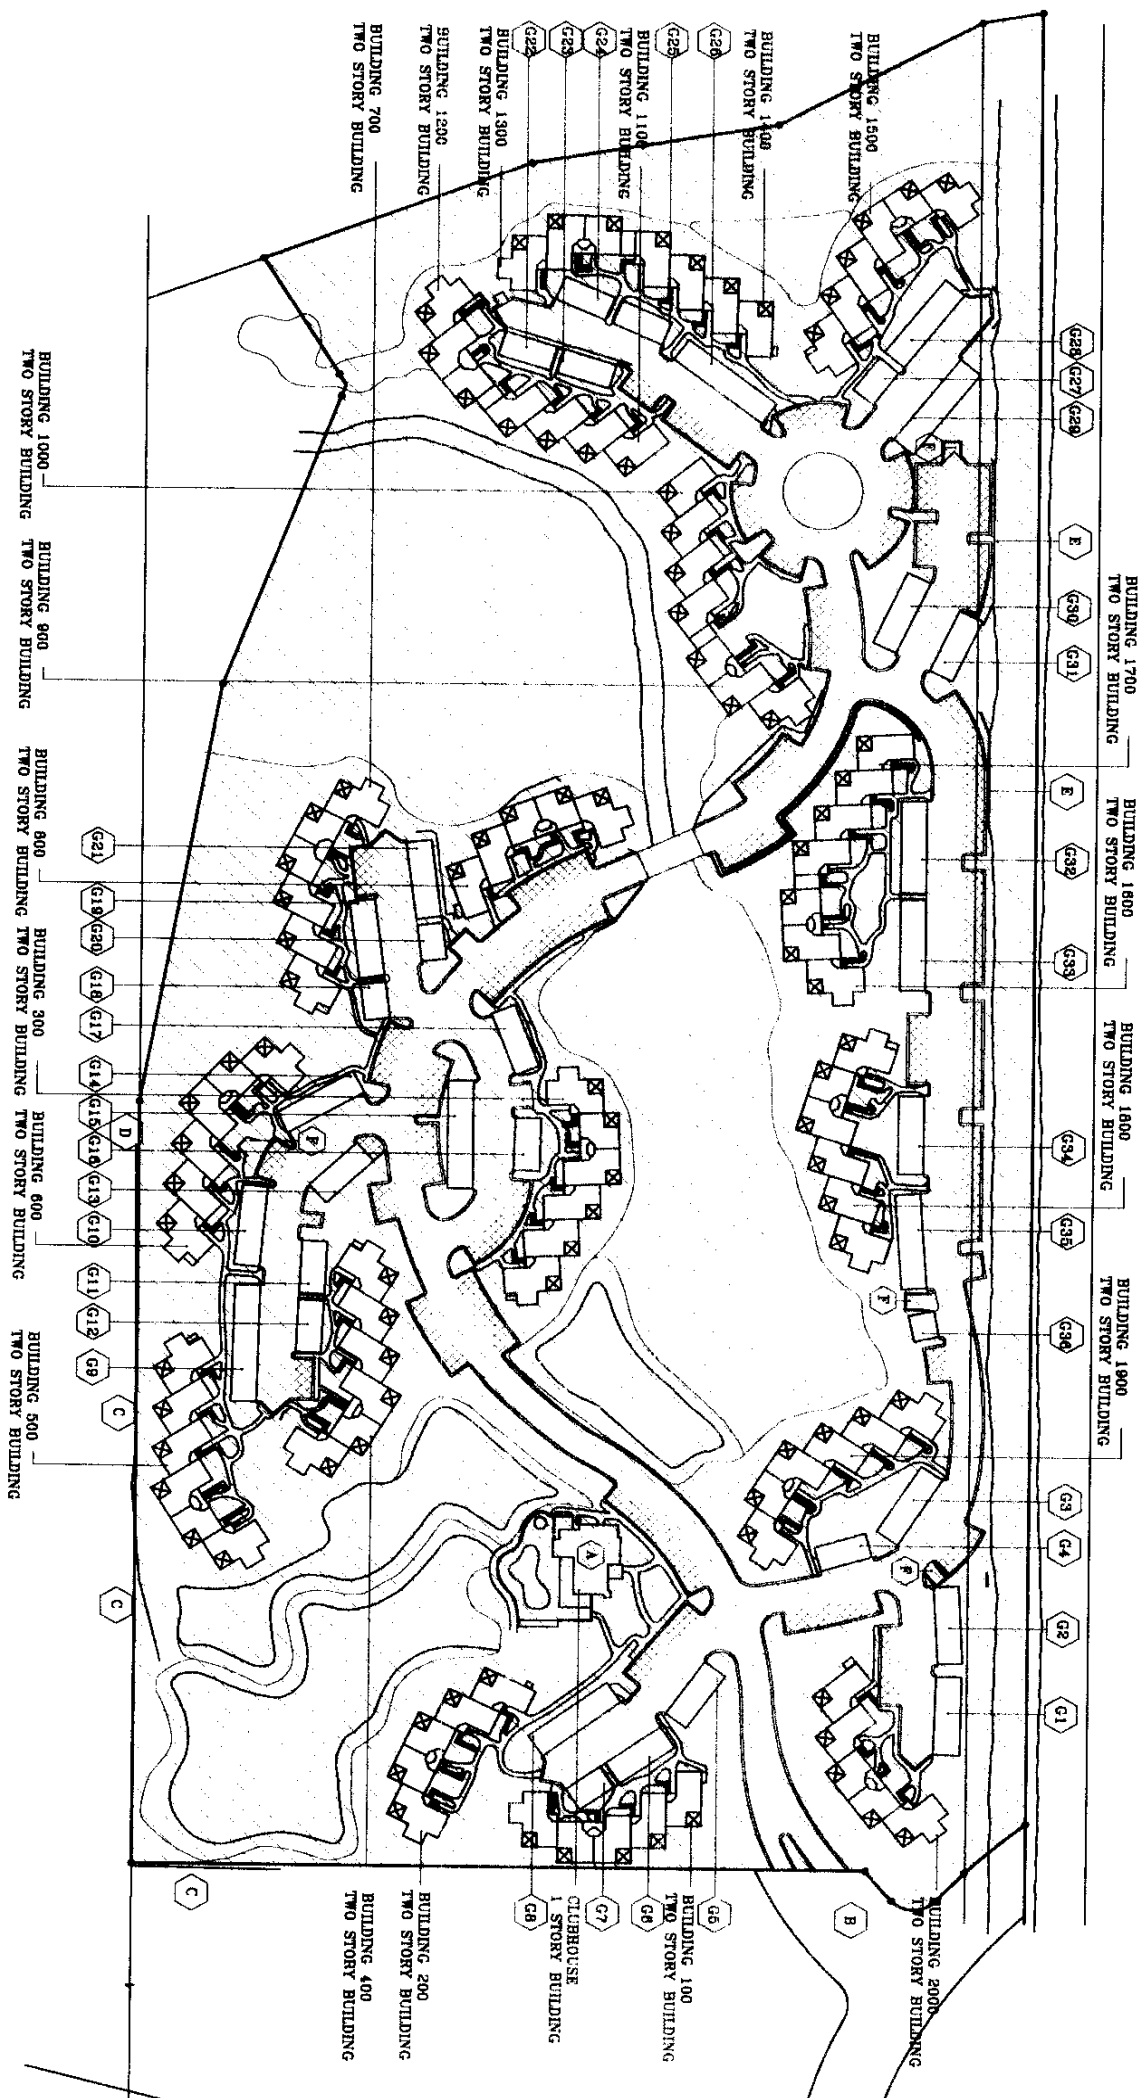 BUILDING 1700
TWO STORY BUILDING
BUILDING 1800
TWO STORY BUILDING
BUILDING 1800
TWO STORY BUILDING
BUILDING 1900
TWO STORY BUILDING
G28
G27
G29
E
G30
G31
E
G32
G33
G34
G35
G36
G3
G4
G2
G1
BUILDING 1500
TWO STORY BUILDING
BUILDING 1400
TWO STORY BUILDING
G26
G25
BUILDING 1100
TWO STORY BUILDING
G24
G23
G22
BUILDING 1300
TWO STORY BUILDING
BUILDING 1200
TWO STORY BUILDING
BUILDING 700
TWO STORY BUILDING
F
F
F
A
F
BUILDING 2000
TWO STORY BUILDING
B
G5
BUILDING 100
TWO STORY BUILDING
G6
G7
CLUBHOUSE
1 STORY BUILDING
G8
BUILDING 200
TWO STORY BUILDING
BUILDING 400
TWO STORY BUILDING
C
G21
G19
G20
G18
G17
G14
G15
D
G16
G13
G10
G11
G12
G9
C
C
BUILDING 1000
TWO STORY BUILDING
BUILDING 900
TWO STORY BUILDING
BUILDING
TWO STORY BUILDING
BUILDING 300
TWO STORY BUILDING
BUILDING 600
TWO STORY BUILDING
BUILDING 500
TWO STORY BUILDING